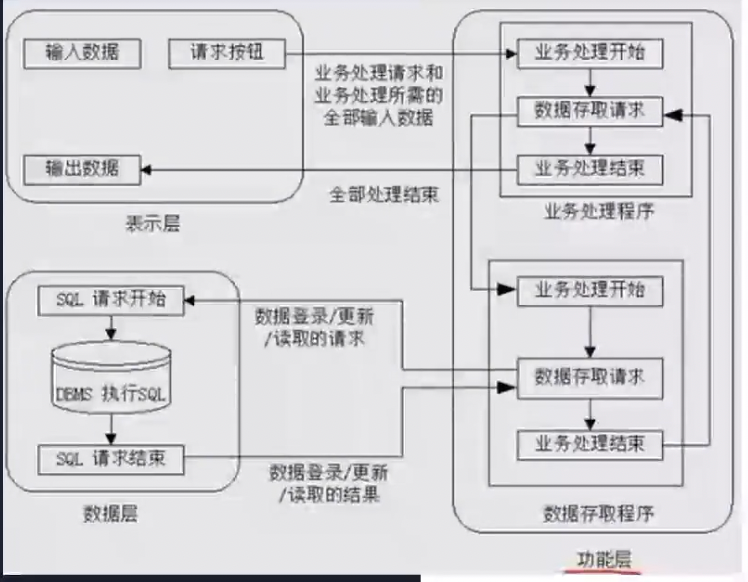 输入数据
请求按钮
业务处理请求和
业务处理所需的
全部输入数据
业务处理开始
数据存取请求
输出数据
业务处理结束
全部处理结束
表示层
业务处理程序
SQL 请求开始
数据登录/更新
/读取的请求
业务处理开始
DBMS 执行SQL
数据存取请求
SQL 请求结束
业务处理结束
数据登录/更新
/读取的结果
数据层
数据存取程序
功能层